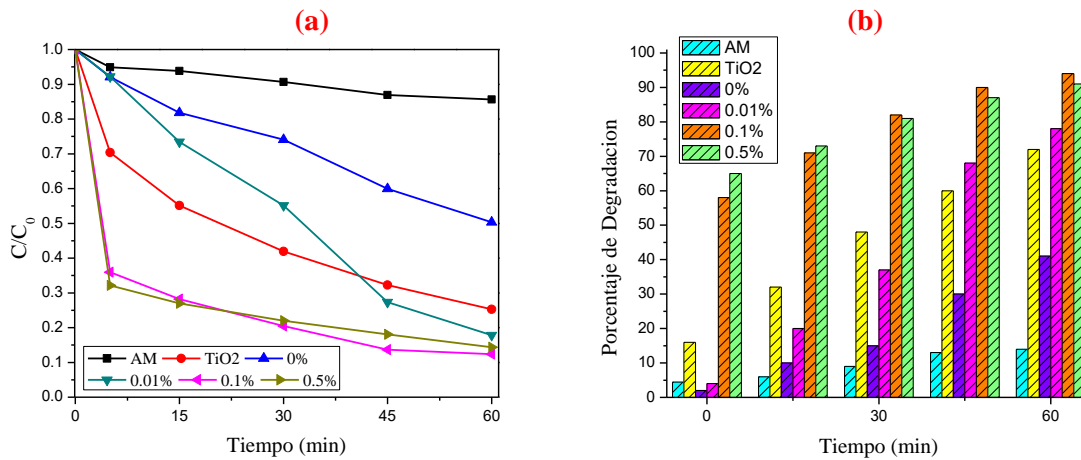 (a)
1.0
0.9
0.8
0.7
0.6
0.5
0.4
0.3
0.2
0.1
0.0
C/C0
AM TiO2 0%
0.01% 0.1% 0.5%
0 15 30 45 60
Tiempo (min)
(b)
100
90
80
70
60
50
40
30
20
10
0
Porcentaje de Degradacion
AM
TiO2
0%
0.01%
0.1%
0.5%
0 30 60
Tiempo (min)